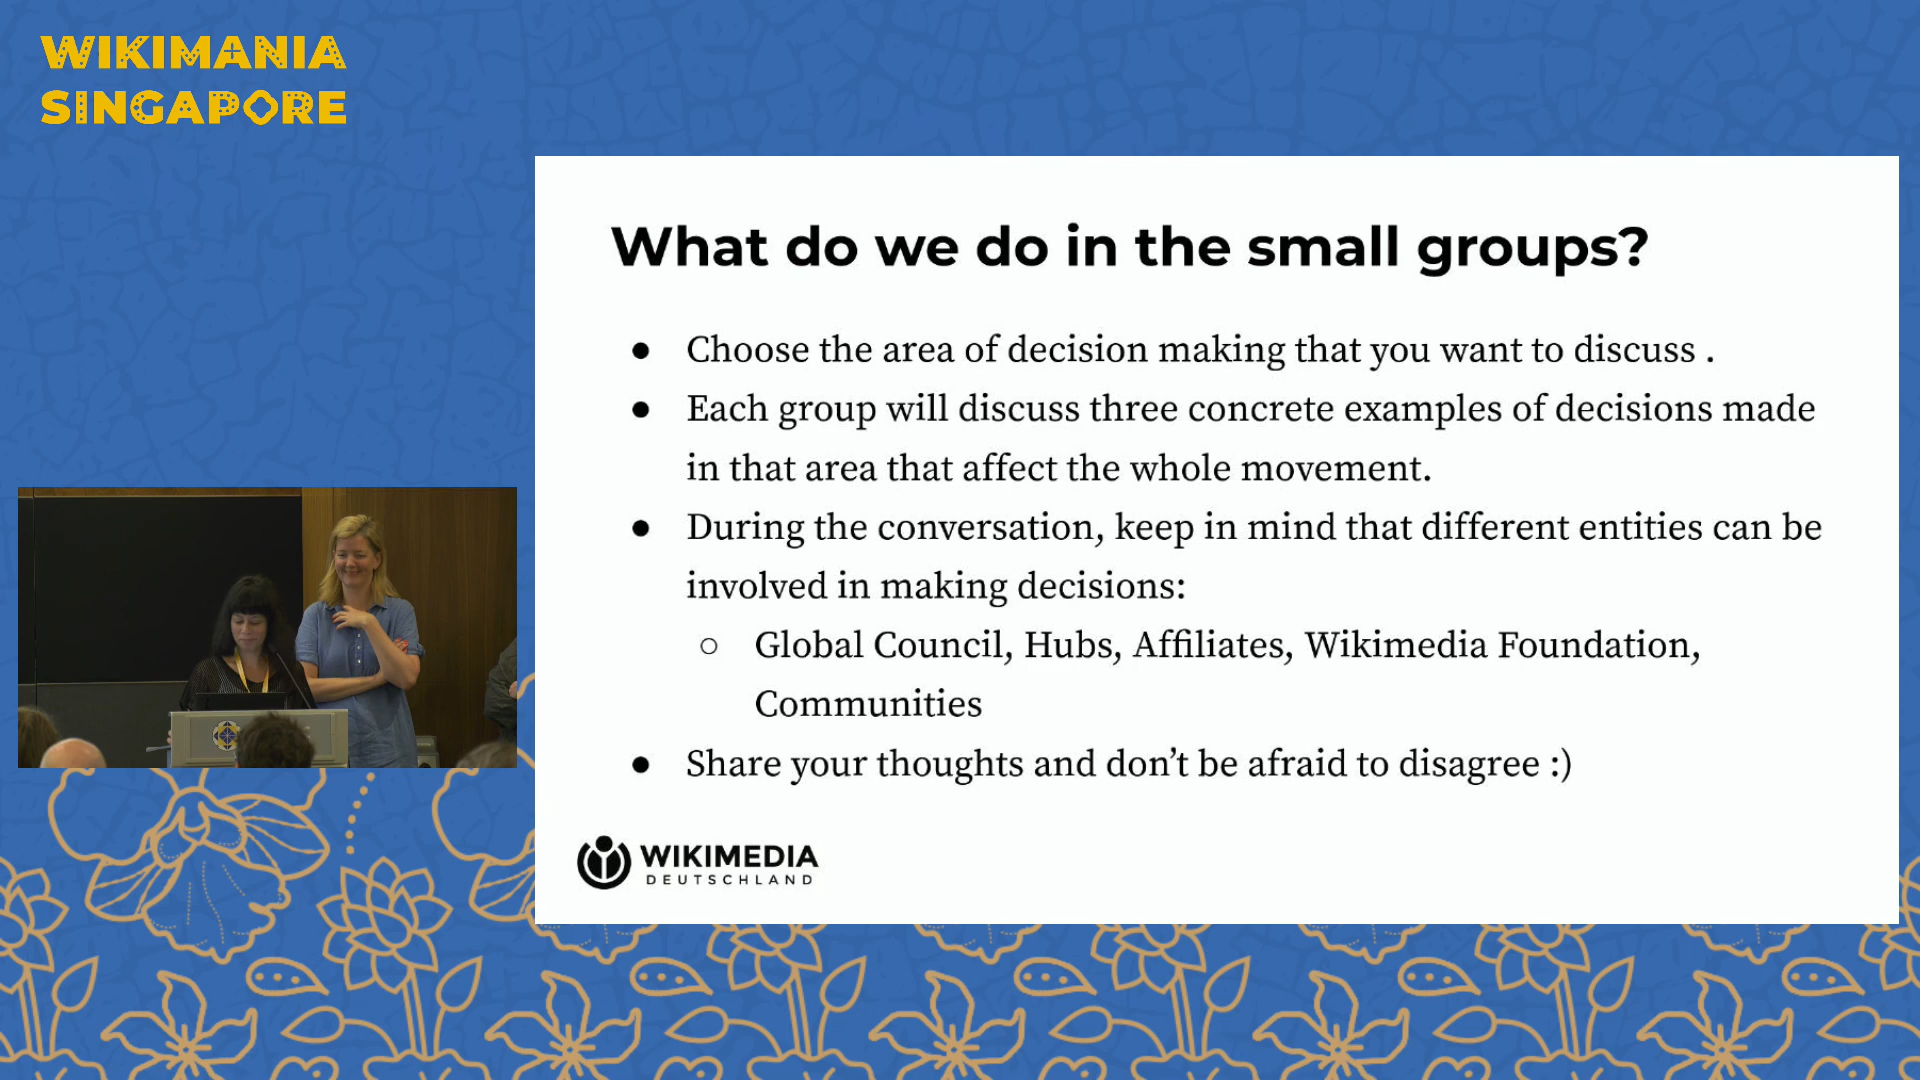 WIKIMANIA
SINGAPORE
What do we do in the small groups?
● Choose the area of decision making that you want to discuss .
● Each group will discuss three concrete examples of decisions made
in that area that affect the whole movement.
● During the conversation, keep in mind that different entities can be
involved in making decisions:
○ Global Council, Hubs, Affiliates, Wikimedia Foundation,
Communities
● Share your thoughts and don’t be afraid to disagree :)
WIKIMEDIA
DEUTSCHLAND